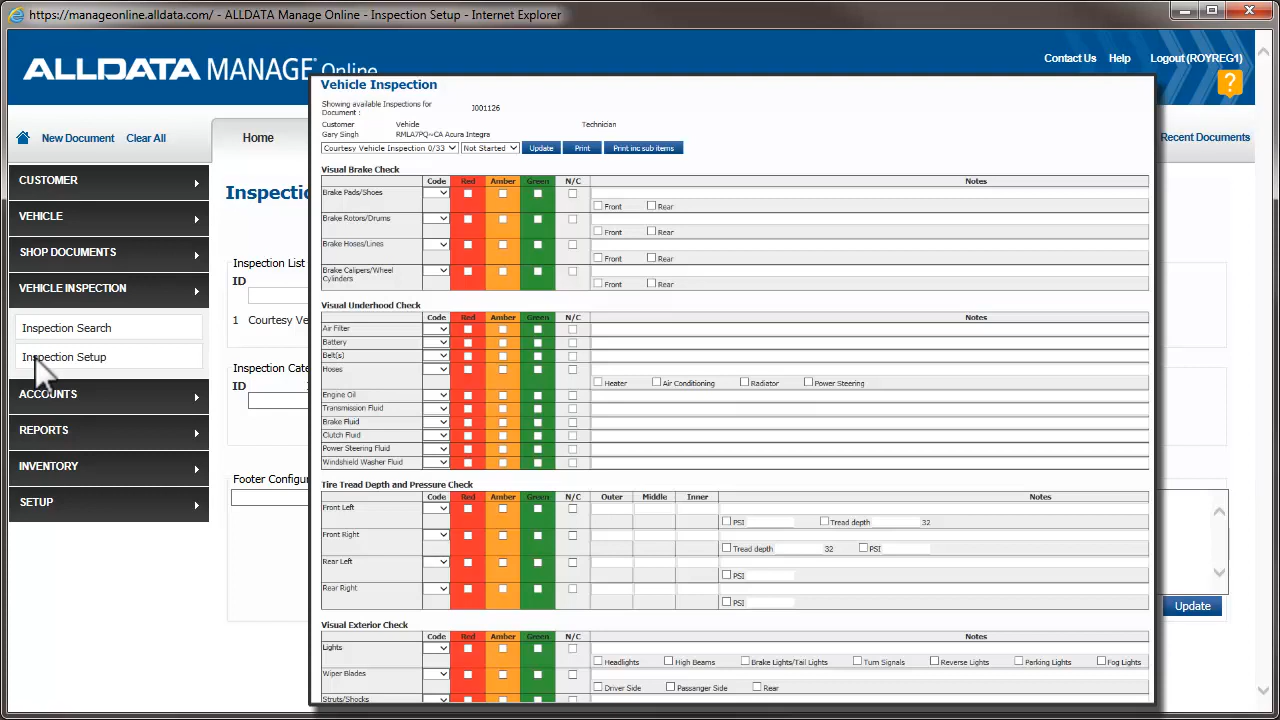 https://manageonline.alldata.com/ - ALLDATA Manage Online - Inspection Setup - Internet Explorer
ALLDATA MANAGE Online
Contact Us Help Logout (ROYREG1)
?
New Document Clear All
Home
Recent Documents
CUSTOMER
VEHICLE
SHOP DOCUMENTS
VEHICLE INSPECTION
Inspection Search
Inspection Setup
ACCOUNTS
REPORTS
INVENTORY
SETUP
Inspection List
ID
1 Courtesy Ve
ID
Update
Vehicle Inspection
Showing available Inspections for
Document : J001126
Customer Vehicle Technician
Gary Singh RMLA7PQ~CA Acura Integra
Courtesy Vehicle Inspection 0/33 Not Started Update Print Print inc sub items
Visual Brake Check
Code Red Amber Green N/C Notes
Brake Pads/Shoes
Front Rear
Brake Rotors/Drums
Front Rear
Brake Hoses/Lines
Front Rear
Brake Calipers/Wheel
Cylinders
Front Rear
Visual Underhood Check
Code Red Amber Green N/C Notes
Air Filter
Battery
Belt(s)
Hoses
Heater Air Conditioning Radiator Power Steering
Engine Oil
Transmission Fluid
Brake Fluid
Clutch Fluid
Power Steering Fluid
Windshield Washer Fluid
Tire Tread Depth and Pressure Check
Code Red Amber Green N/C Outer Middle Inner Notes
Front Left
PSI Tread depth 32
Front Right
Tread depth 32 PSI
Rear Left
PSI
Rear Right
PSI
Visual Exterior Check
Code Red Amber Green N/C Notes
Lights
Headlights High Beams Brake Lights/Tail Lights Turn Signals Reverse Lights Parking Lights Fog Lights
Wiper Blades
Driver Side Passanger Side Rear
Struts/Shocks